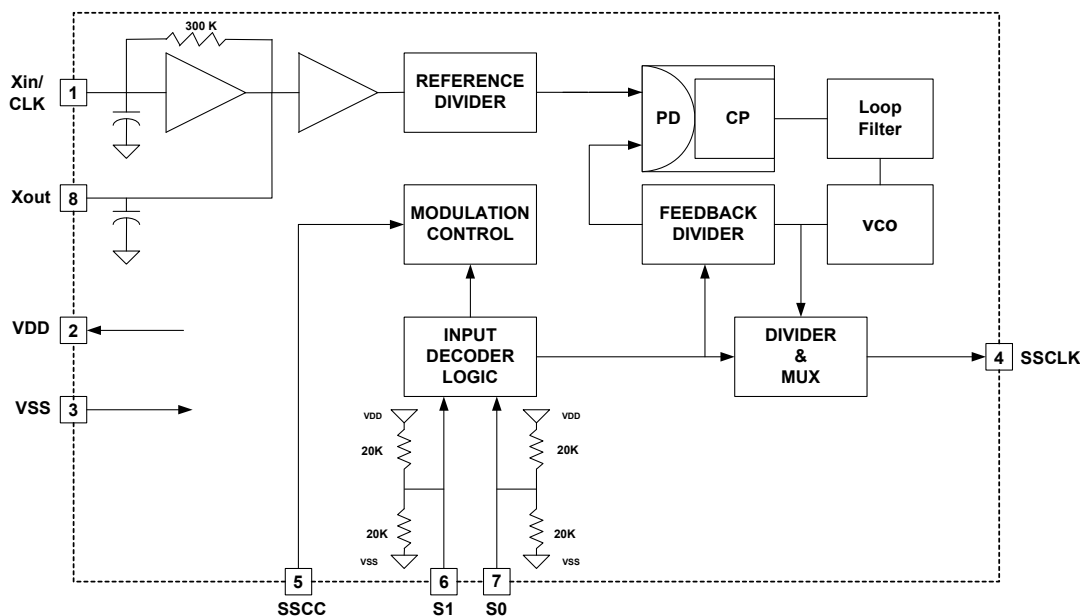 300 K
Xin/
CLK
1
REFERENCE
DIVIDER
PD
CP
Loop
Filter
Xout
8
MODULATION
CONTROL
FEEDBACK
DIVIDER
vco
VDD
2
INPUT
DECODER
LOGIC
DIVIDER
&
MUX
4
SSCLK
VSS
3
VDD
VDD
20K
20K
20K
20K
VSS
VSS
5
6
7
SSCC
S1
S0